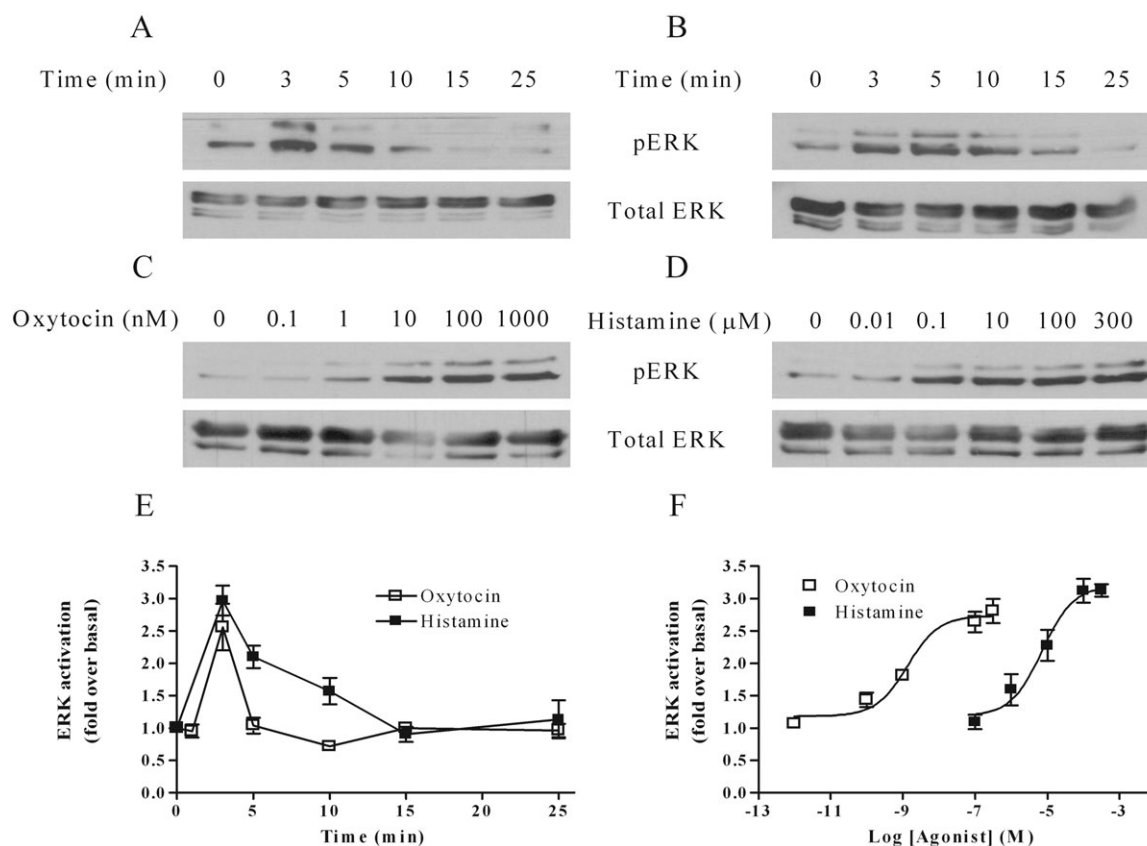 A
B
Time (min) 0 3 5 10 15 25
Time (min) 0 3 5 10 15 25
pERK
Total ERK
C
D
Oxytocin (nM) 0 0.1 1 10 100 1000
Histamine (μM) 0 0.01 0.1 10 100 300
pERK
Total ERK
E
F
3.5
3.0
2.5
2.0
1.5
1.0
0.5
0.0
ERK activation
(fold over basal)
Oxytocin
Histamine
0 5 10 15 20 25
Time (min)
3.5
3.0
2.5
2.0
1.5
1.0
0.5
0.0
ERK activation
(fold over basal)
Oxytocin
Histamine
-13 -11 -9 -7 -5 -3
Log [Agonist] (M)